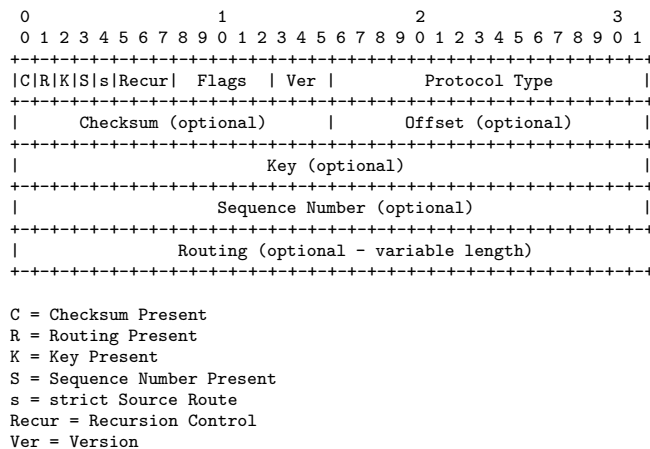 0                   1                   2                   3
0 1 2 3 4 5 6 7 8 9 0 1 2 3 4 5 6 7 8 9 0 1 2 3 4 5 6 7 8 9 0 1
+-+-+-+-+-+-+-+-+-+-+-+-+-+-+-+-+-+-+-+-+-+-+-+-+-+-+-+-+-+-+-+-+
|C|R|K|S|s|Recur|  Flags  | Ver |         Protocol Type         |
+-+-+-+-+-+-+-+-+-+-+-+-+-+-+-+-+-+-+-+-+-+-+-+-+-+-+-+-+-+-+-+-+
|      Checksum (optional)      |       Offset (optional)       |
+-+-+-+-+-+-+-+-+-+-+-+-+-+-+-+-+-+-+-+-+-+-+-+-+-+-+-+-+-+-+-+-+
|                         Key (optional)                        |
+-+-+-+-+-+-+-+-+-+-+-+-+-+-+-+-+-+-+-+-+-+-+-+-+-+-+-+-+-+-+-+-+
|                    Sequence Number (optional)                 |
+-+-+-+-+-+-+-+-+-+-+-+-+-+-+-+-+-+-+-+-+-+-+-+-+-+-+-+-+-+-+-+-+
|                Routing (optional - variable length)
+-+-+-+-+-+-+-+-+-+-+-+-+-+-+-+-+-+-+-+-+-+-+-+-+-+-+-+-+-+-+-+-+
C = Checksum Present
R = Routing Present
K = Key Present
S = Sequence Number Present
s = strict Source Route
Recur = Recursion Control
Ver = Version